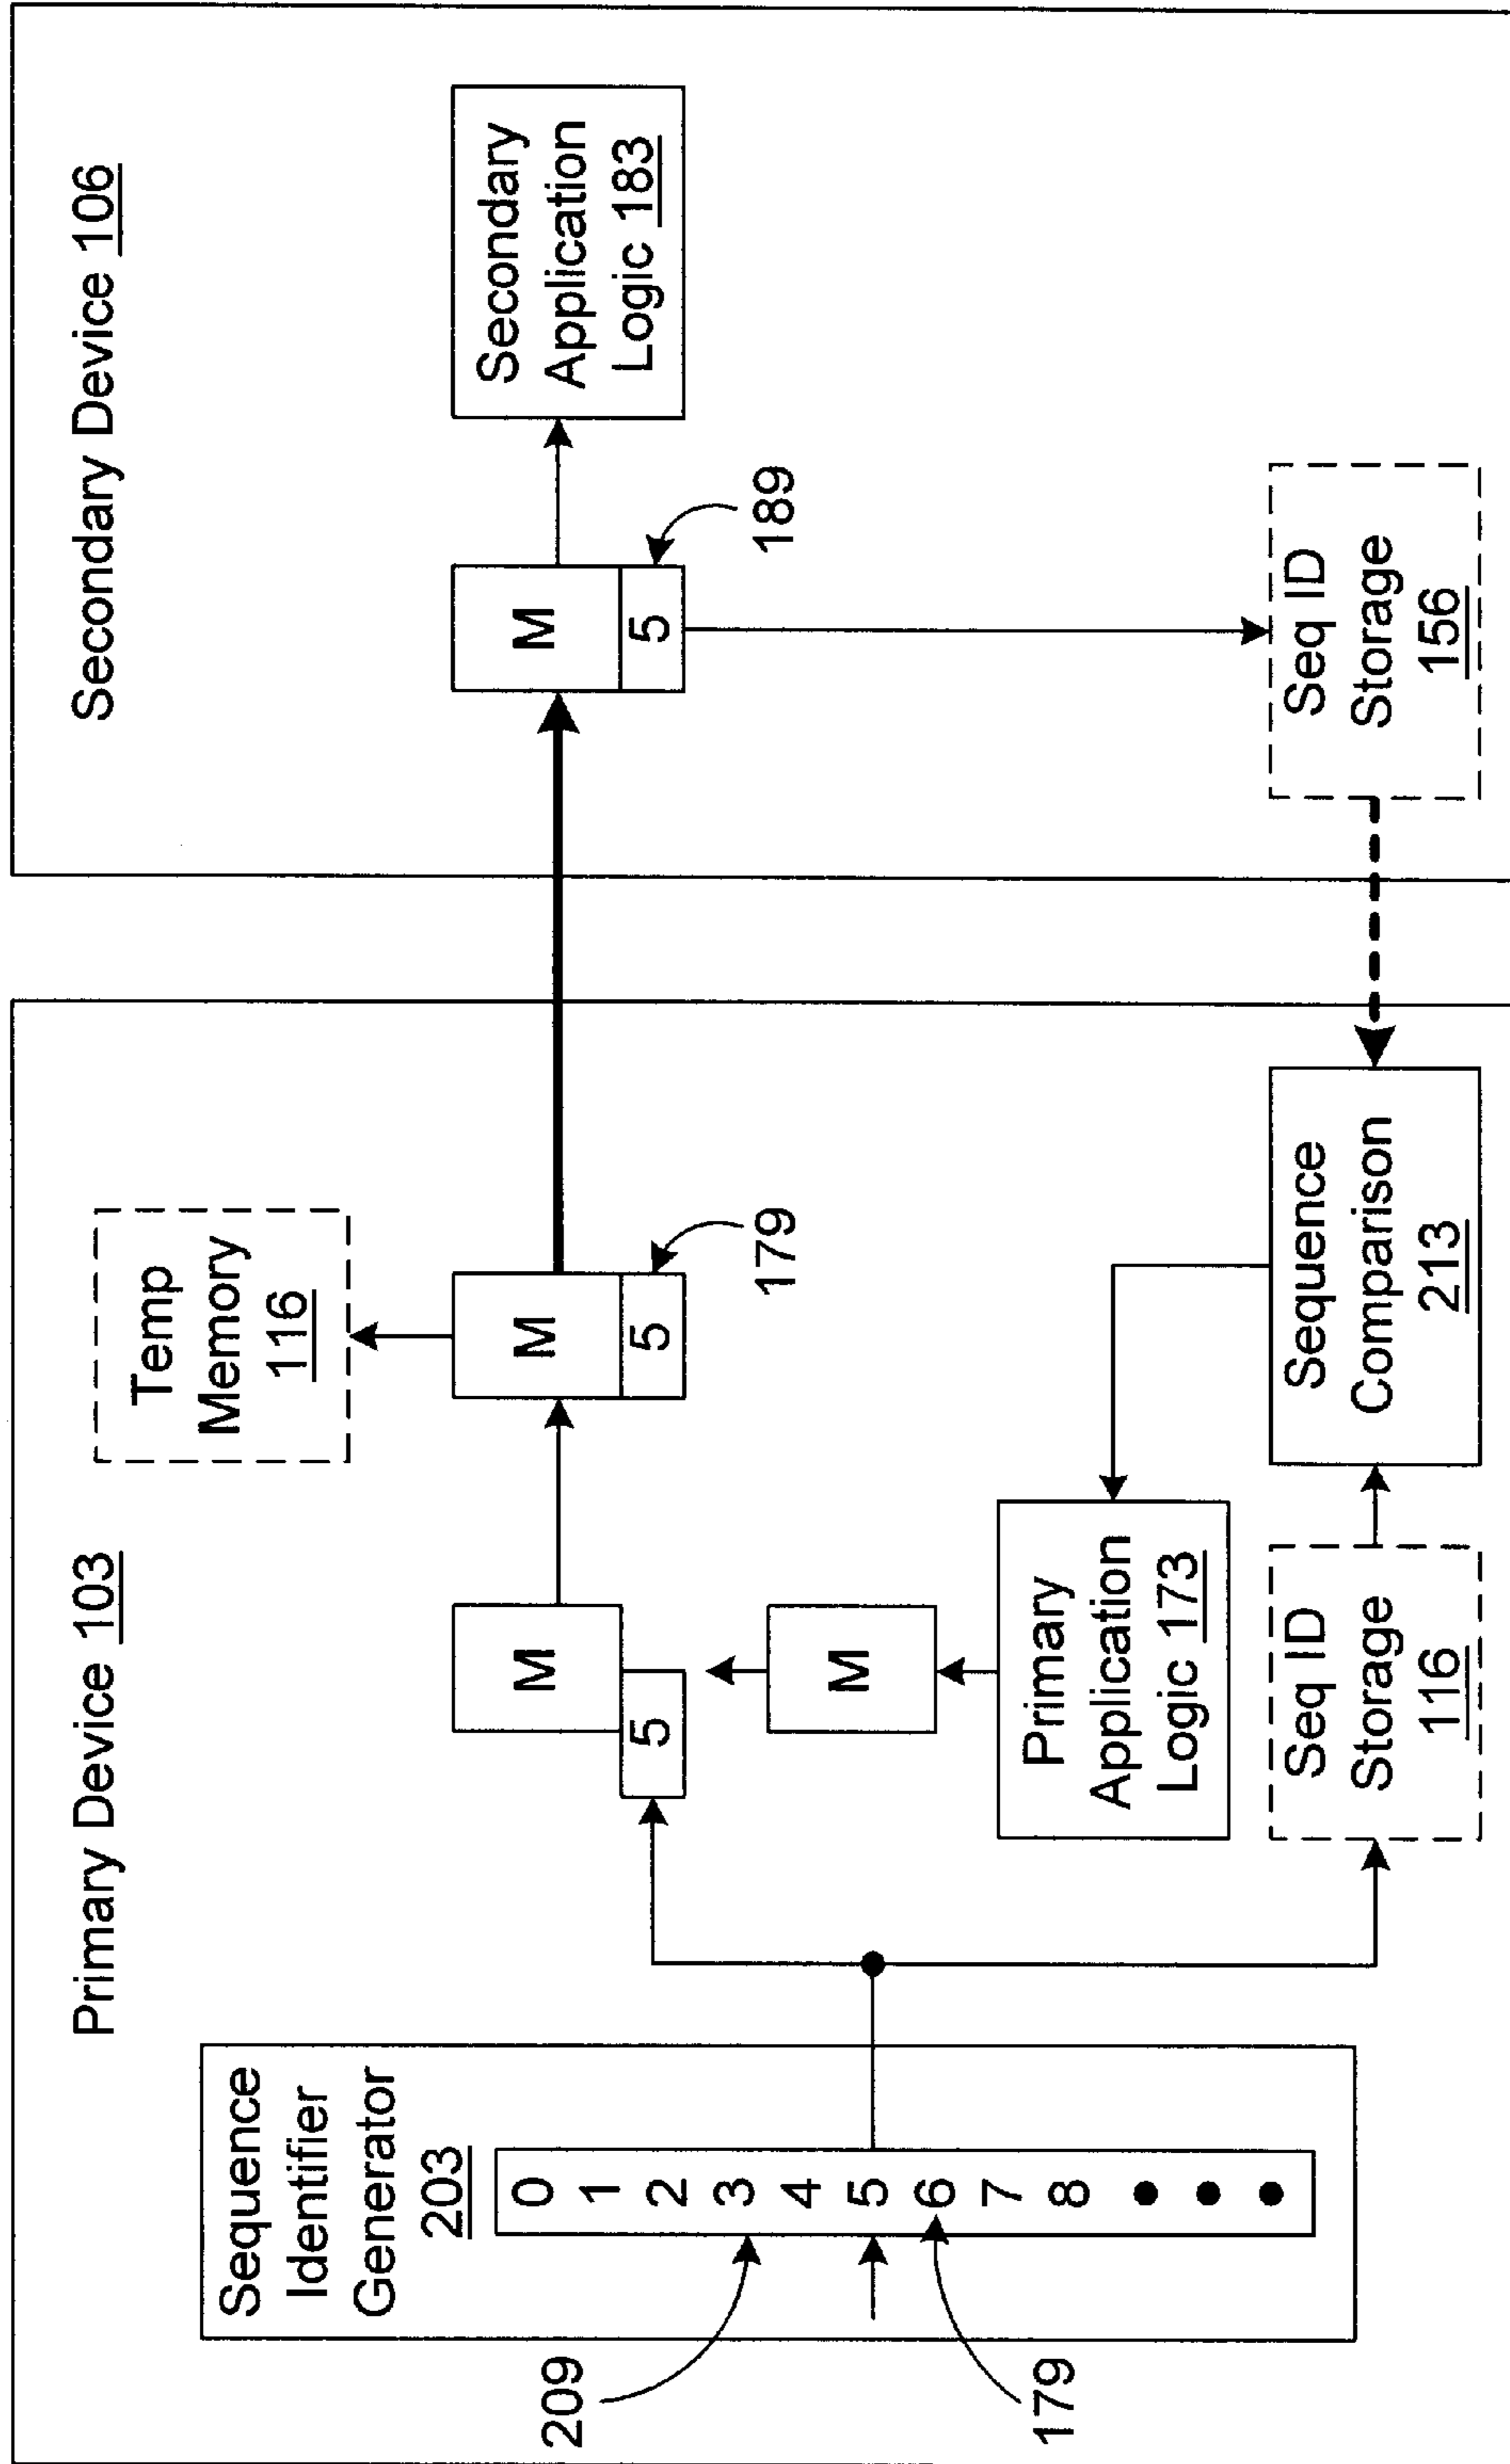 Primary Device 103
Sequence
Identifier
Generator
203
0
1
2
3
4
5
6
7
8
209
179
M
5
M
Primary
Application
Logic 173
Seq ID
Storage
116
Temp
Memory
116
M
5
179
Sequence
Comparison
213
Secondary Device 106
M
5
189
Secondary
Application
Logic 183
Seq ID
Storage
156